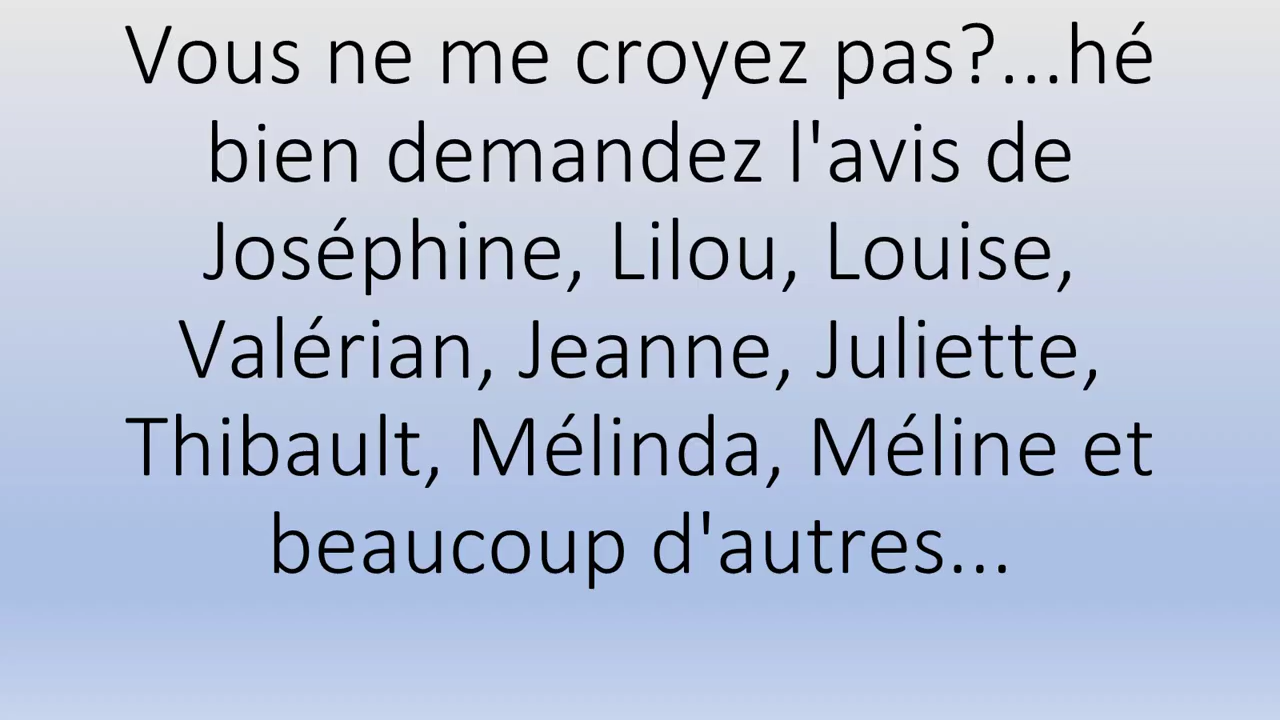 Vous ne me croyez pas?...hé
bien demandez l'avis de
Joséphine, Lilou, Louise,
Valérian, Jeanne, Juliette,
Thibault, Mélinda, Méline et
beaucoup d'autres...